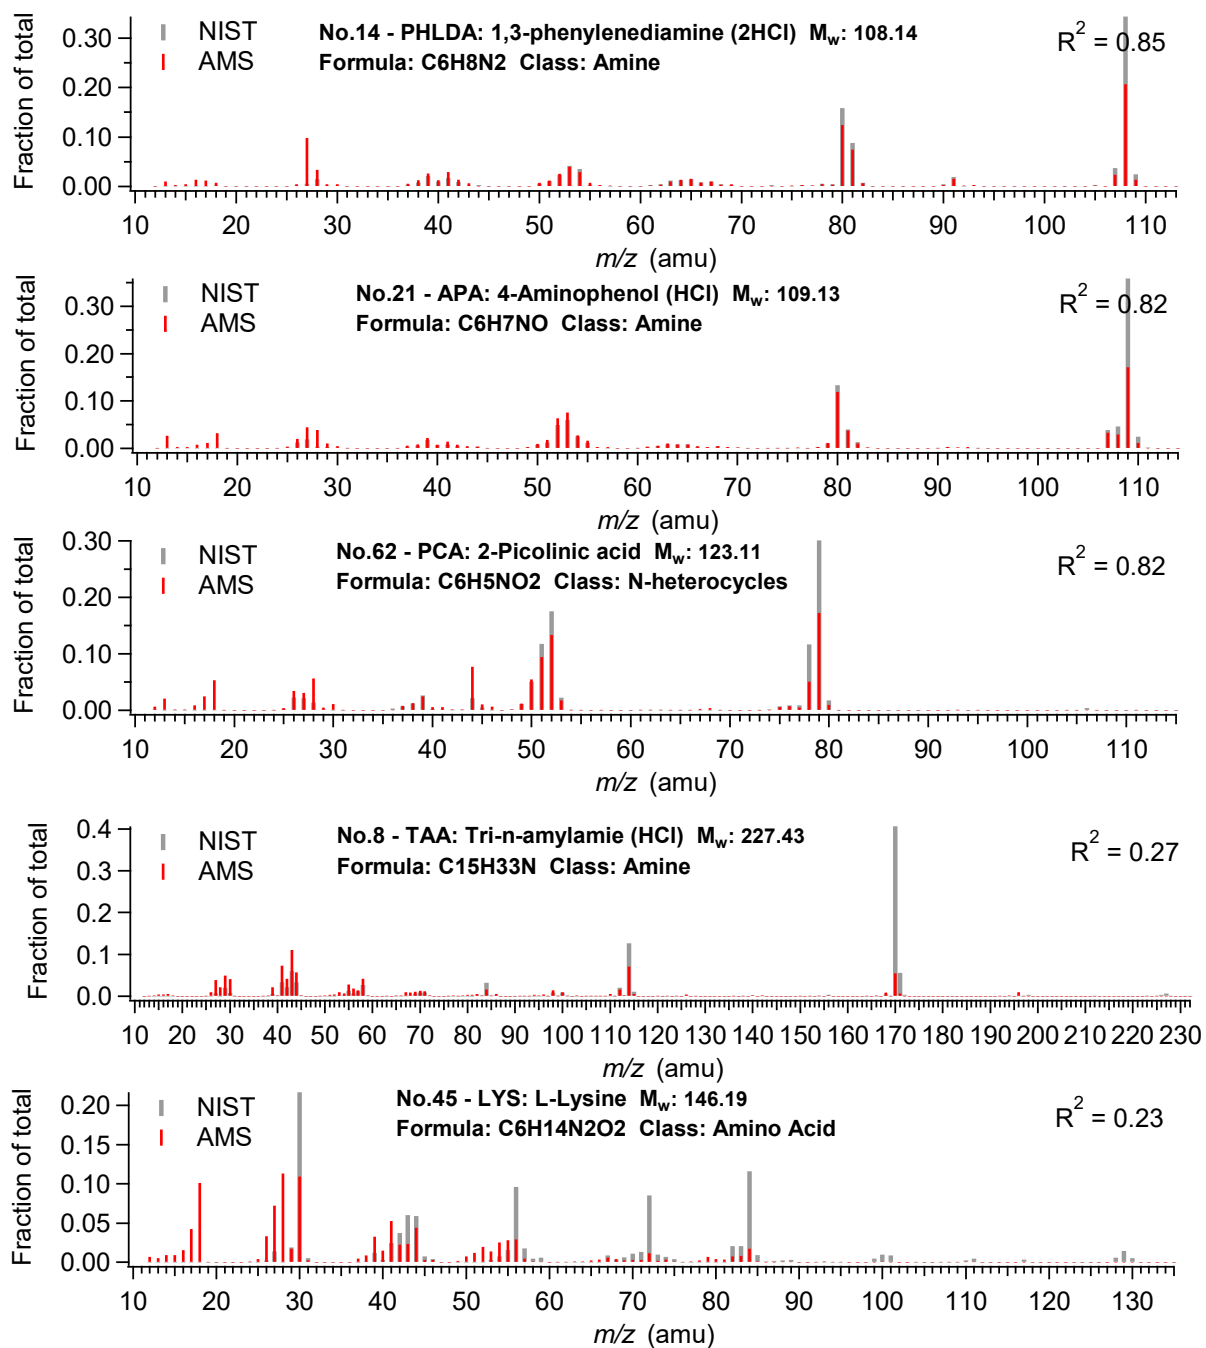 NIST
AMS
No.14 - PHLDA: 1,3-phenylenediamine (2HCl) Mw: 108.14
Formula: C6H8N2 Class: Amine
R2 = 0.85
Fraction of total
0.30
0.20
0.10
0.00
10 20 30 40 50 60 70 80 90 100 110
m/z (amu)
NIST
AMS
No.21 - APA: 4-Aminophenol (HCl) Mw: 109.13
Formula: C6H7NO Class: Amine
R2 = 0.82
Fraction of total
0.30
0.20
0.10
0.00
10 20 30 40 50 60 70 80 90 100 110
m/z (amu)
NIST
AMS
No.62 - PCA: 2-Picolinic acid Mw: 123.11
Formula: C6H5NO2 Class: N-heterocycles
R2 = 0.82
Fraction of total
0.30
0.20
0.10
0.00
10 20 30 40 50 60 70 80 90 100 110
m/z (amu)
NIST
AMS
No.8 - TAA: Tri-n-amylamie (HCl) Mw: 227.43
Formula: C15H33N Class: Amine
R2 = 0.27
Fraction of total
0.4
0.3
0.2
0.1
0.0
10 20 30 40 50 60 70 80 90 100 110 120 130 140 150 160 170 180 190 200 210 220 230
m/z (amu)
NIST
AMS
No.45 - LYS: L-Lysine Mw: 146.19
Formula: C6H14N2O2 Class: Amino Acid
R2 = 0.23
Fraction of total
0.20
0.15
0.10
0.05
0.00
10 20 30 40 50 60 70 80 90 100 110 120 130
m/z (amu)